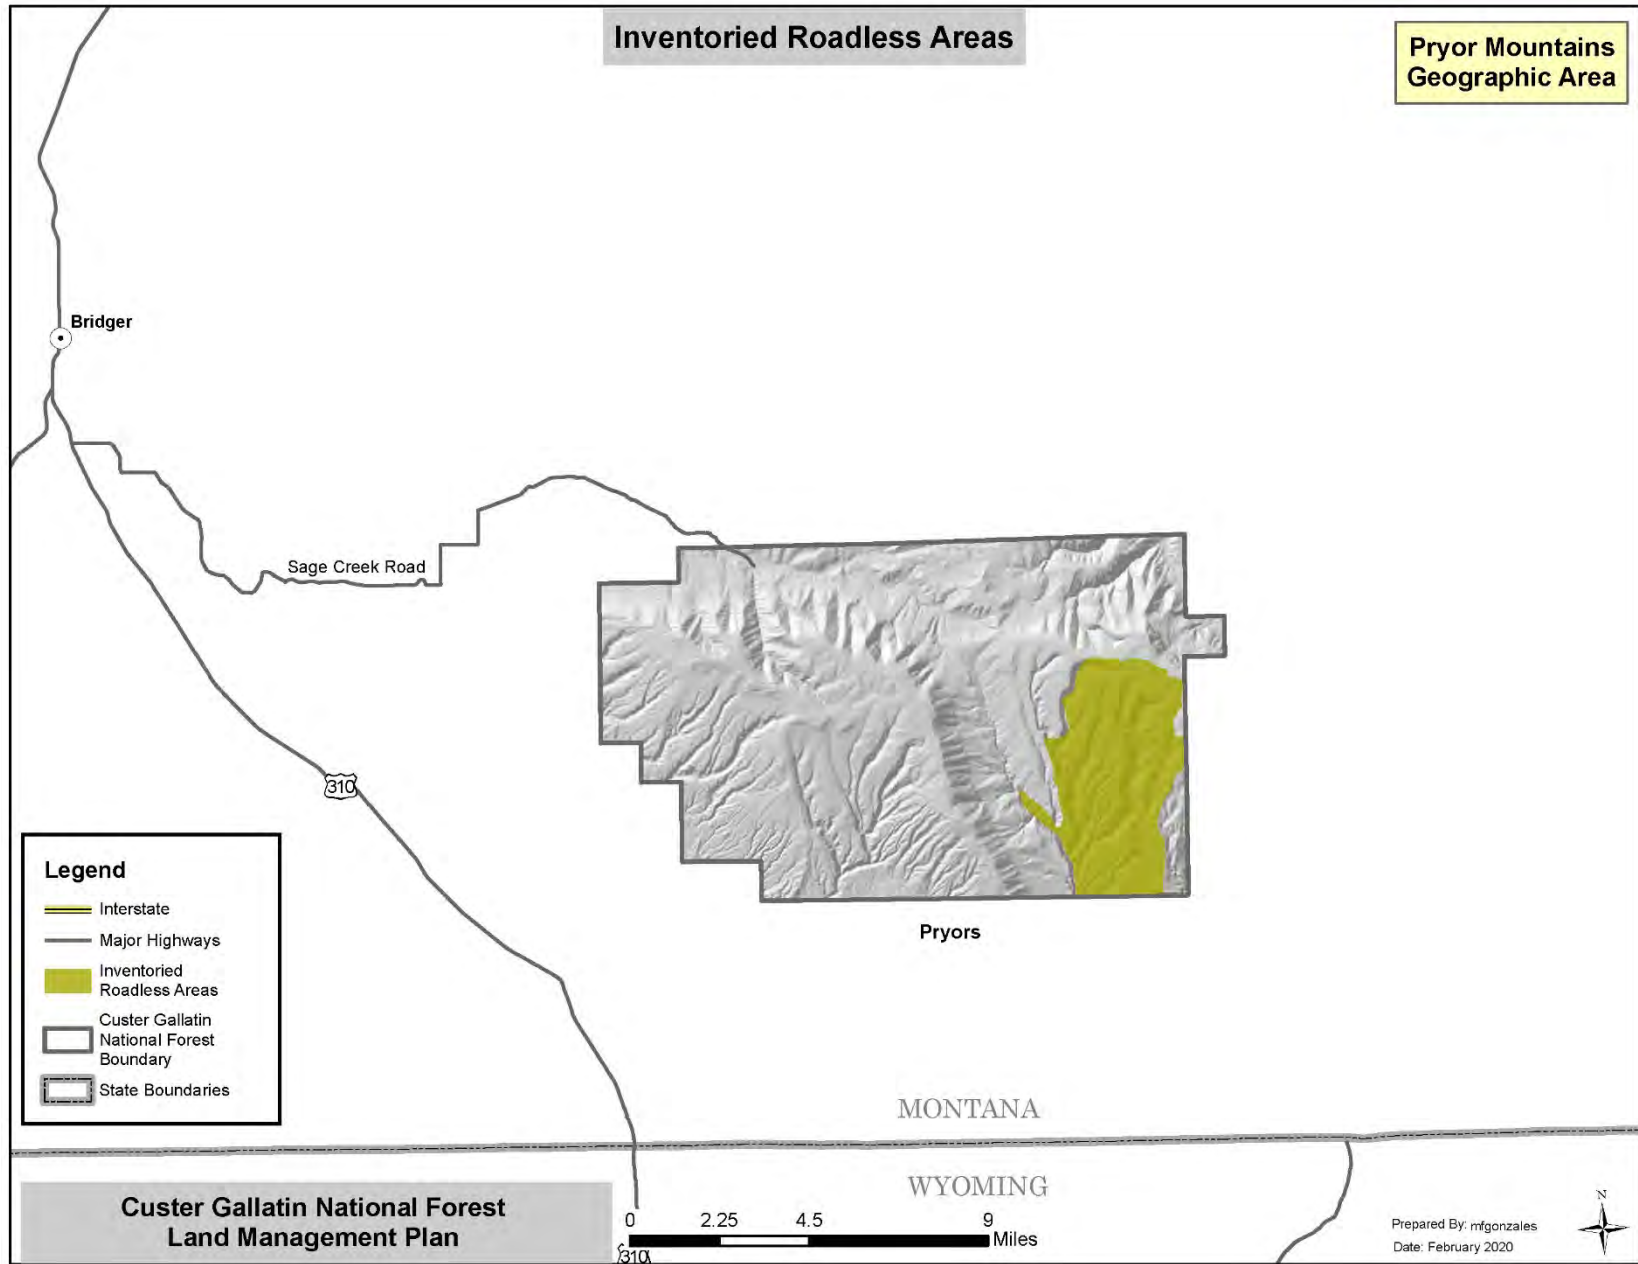 Inventoried Roadless Areas
Pryor Mountains
Geographic Area
Bridger
Sage Creek Road
310
Pryors
Legend
Interstate
Major Highways
Inventoried
Roadless Areas
Custer Gallatin
National Forest
Boundary
State Boundaries
MONTANA
WYOMING
Custer Gallatin National Forest
Land Management Plan
0 2.25 4.5 9
Miles
310
N
Prepared By: mfgonzales
Date: February 2020